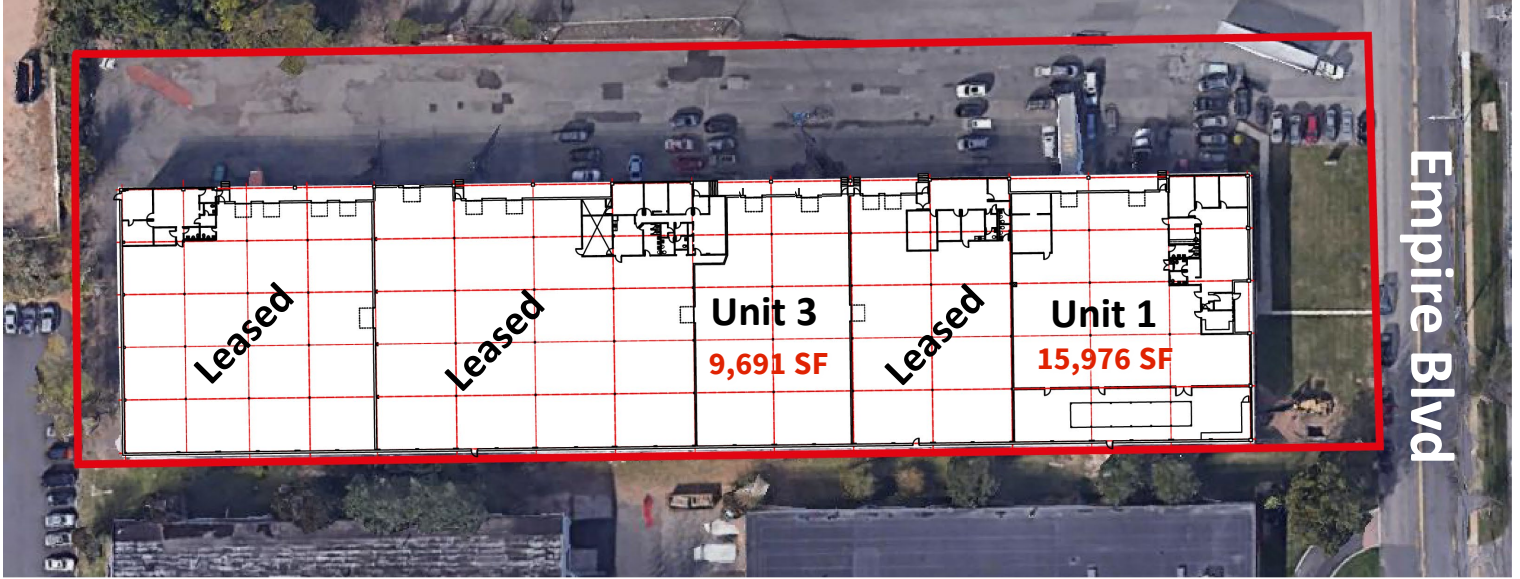 Leased
Leased
Unit 3
9,691 SF
Leased
Unit 1
15,976 SF
Empire Blvd